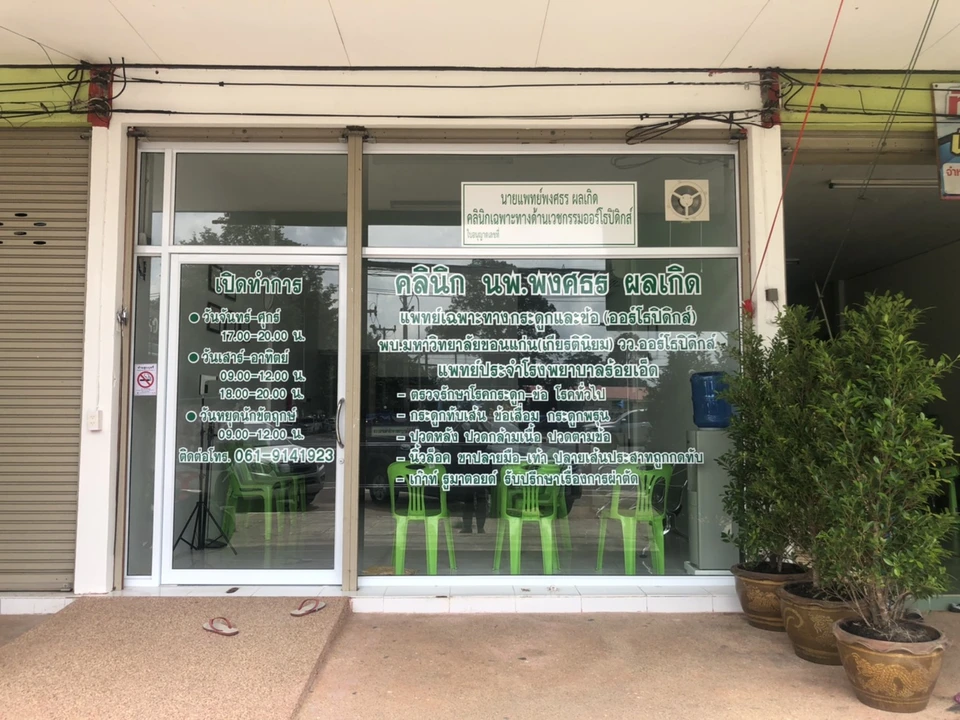 นายแพทย์พงศธร ผลเกิด
คลินิกเฉพาะทางด้านเวชกรรมออร์โธปิดิกส์
ใบอนุญาตเลขที่
เปิดทำการ
● วันจันทร์-ศุกร์
17.00-20.00 น.
● วันเสาร์-อาทิตย์
09.00-12.00 น.
18.00-20.00 น.
● วันหยุดนักขัตฤกษ์
09.00-12.00 น.
ติดต่อโทร. 061-9141923
คลินิก นพ.พงศธร ผลเกิด
แพทย์เฉพาะทางกระดูกและข้อ (ออร์โธปิดิกส์)
พบ.มหาวิทยาลัยขอนแก่น(เกียรตินิยม) วว.ออร์โธปิดิกส์
แพทย์ประจำโรงพยาบาลร้อยเอ็ด
- ตรวจรักษาโรคกระดูก-ข้อ โรคทั่วไป
- กระดูกทับเส้น ข้อเสื่อม กระดูกพรุน
- ปวดหลัง ปวดกล้ามเนื้อ ปวดตามข้อ
- นิ้วล็อค ชาปลายมือ-เท้า ปลายเส้นประสาทถูกกดทับ
- เก๊าท์ รูมาตอยด์ รับปรึกษาเรื่องการผ่าตัด